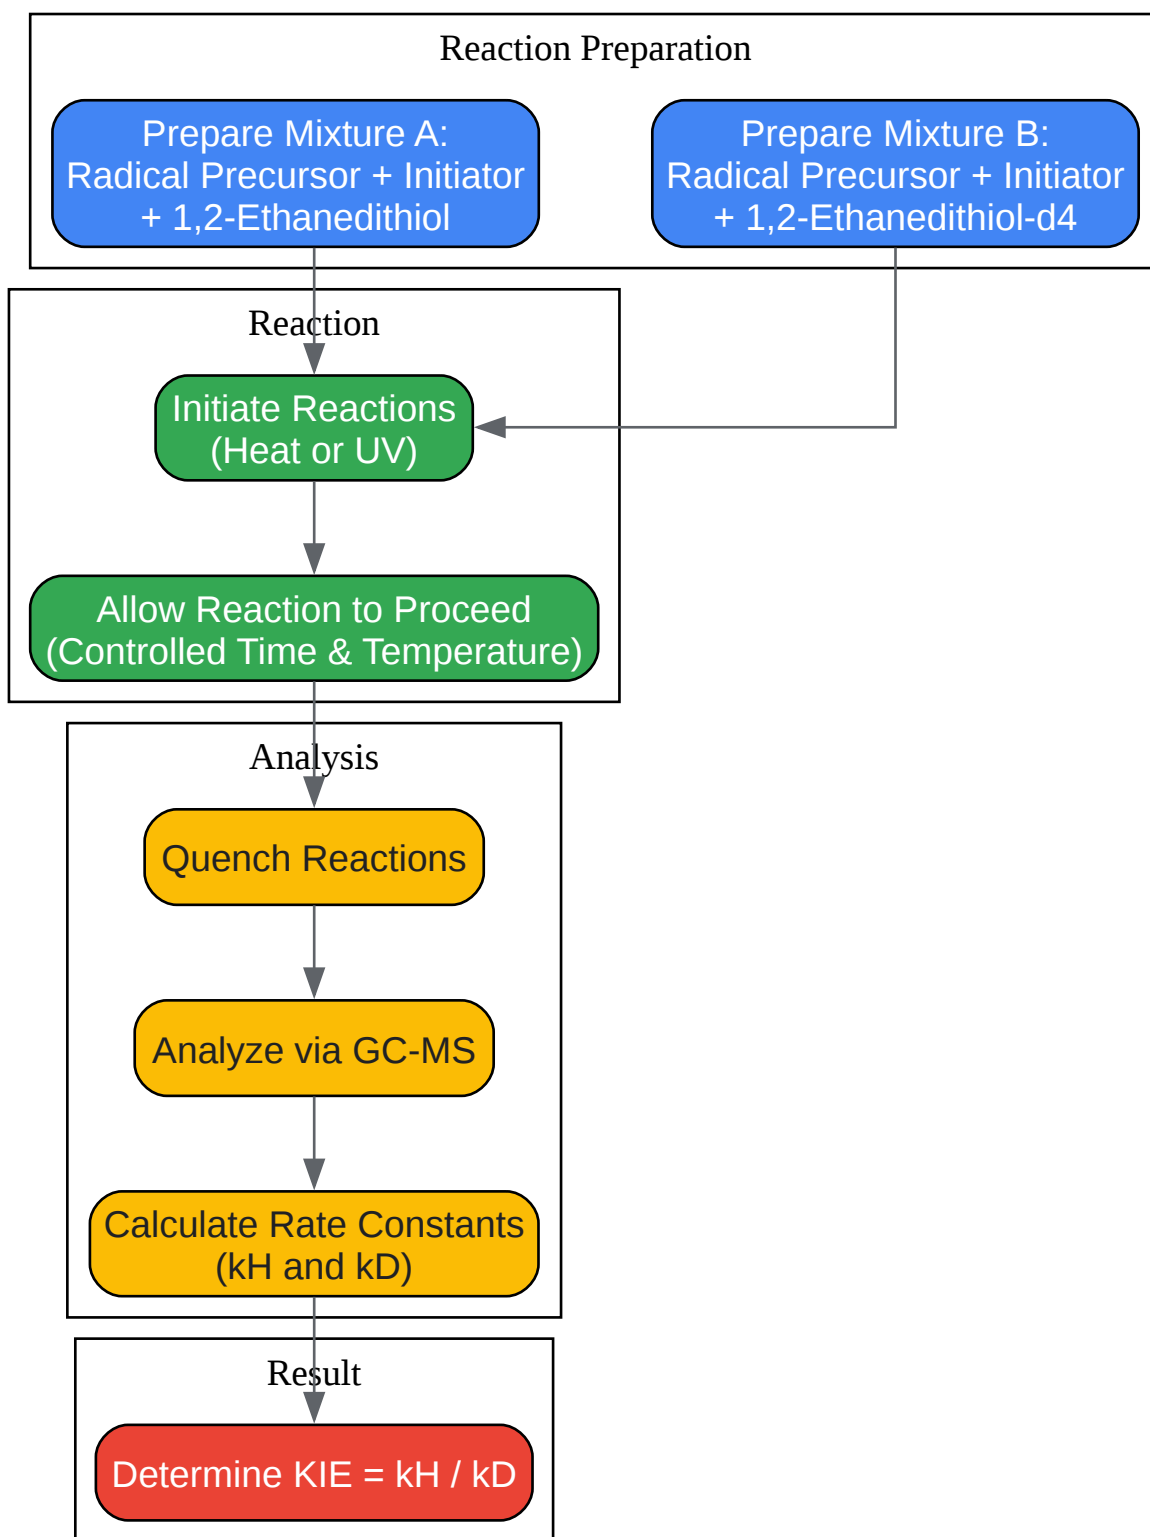 Reaction Preparation
Prepare Mixture A:
Radical Precursor + Initiator
+ 1,2-Ethanedithiol
Prepare Mixture B:
Radical Precursor + Initiator
+ 1,2-Ethanedithiol-d4
Reaction
Initiate Reactions
(Heat or UV)
Allow Reaction to Proceed
(Controlled Time & Temperature)
Analysis
Quench Reactions
Analyze via GC-MS
Calculate Rate Constants
(kH and kD)
Result
Determine KIE = kH / kD